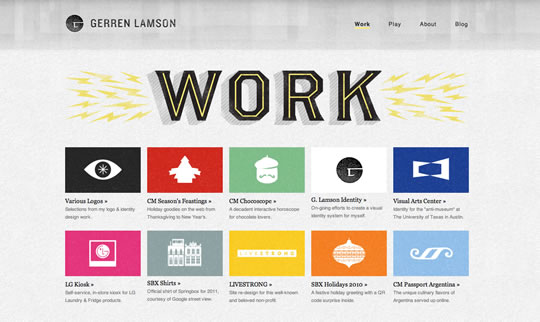 GERREN LAMSON
Work Play About Blog
WORK
Various Logos »
Selections from my logo & identity
design work.
CM Season's Feastings »
Holiday goodies on the web from
Thanksgiving to New Year's.
CM Chocoscope »
A decadent interactive horoscope
for chocolate lovers.
G. Lamson Identity »
On-going efforts to create a visual
identity system for myself.
Visual Arts Center »
Identity for the "anti-museum" at
The University of Texas in Austin.
LG Kiosk »
Self-service, in-store kiosk for LG
Laundry & Fridge products.
SBX Shirts »
Official shirt of Springbox for 2011,
courtesy of Google street view.
LIVESTRONG
LIVESTRONG »
Site re-design for this well-known
and beloved non-profit.
SBX Holidays 2010 »
A festive holiday greeting with a QR
code surprise inside.
CM Passport Argentina »
The unique culinary flavors of
Argentina served up online.